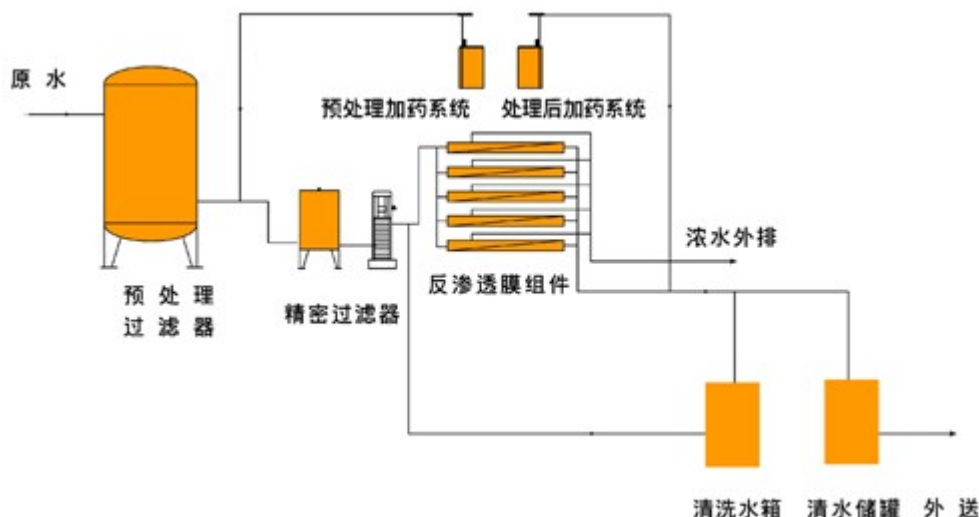 原 水
预处理加药系统
处理后加药系统
浓水外排
反渗透膜组件
预 处 理
过 滤 器
精密过滤器
清洗水箱
清水储罐
外 送